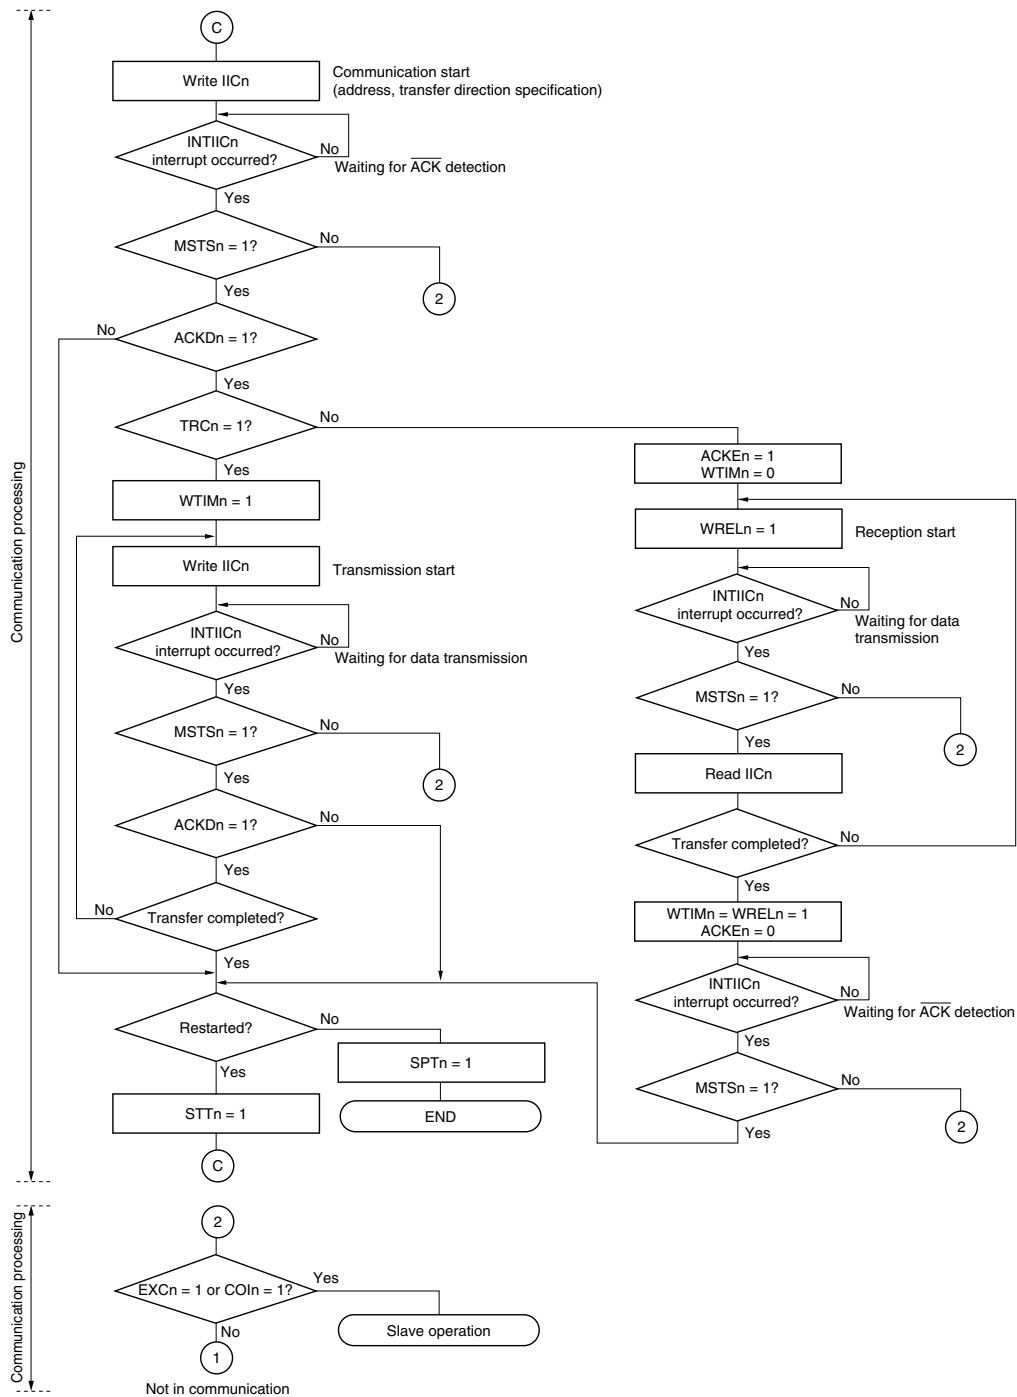 C
Write IICn
Communication start
(address, transfer direction specification)
INTIICn
interrupt occurred?
No
Waiting for ACK detection
Yes
MSTSn = 1?
No
2
Yes
ACKDn = 1?
No
Yes
TRCn = 1?
No
Yes
WTIMn = 1
Write IICn
Transmission start
INTIICn
interrupt occurred?
No
Waiting for data transmission
Yes
MSTSn = 1?
No
2
Yes
ACKDn = 1?
No
Yes
Transfer completed?
No
Yes
Restarted?
No
SPTn = 1
END
Yes
STTn = 1
C
ACKEn = 1
WTIMn = 0
WRELn = 1
Reception start
INTIICn
interrupt occurred?
No
Waiting for data
transmission
Yes
MSTSn = 1?
No
2
Yes
Read IICn
Transfer completed?
No
Yes
WTIMn = WRELn = 1
ACKEn = 0
INTIICn
interrupt occurred?
No
Waiting for ACK detection
Yes
MSTSn = 1?
No
2
Yes
Communication processing
2
EXCn = 1 or COIn = 1?
Yes
Slave operation
No
1
Not in communication
Communication processing